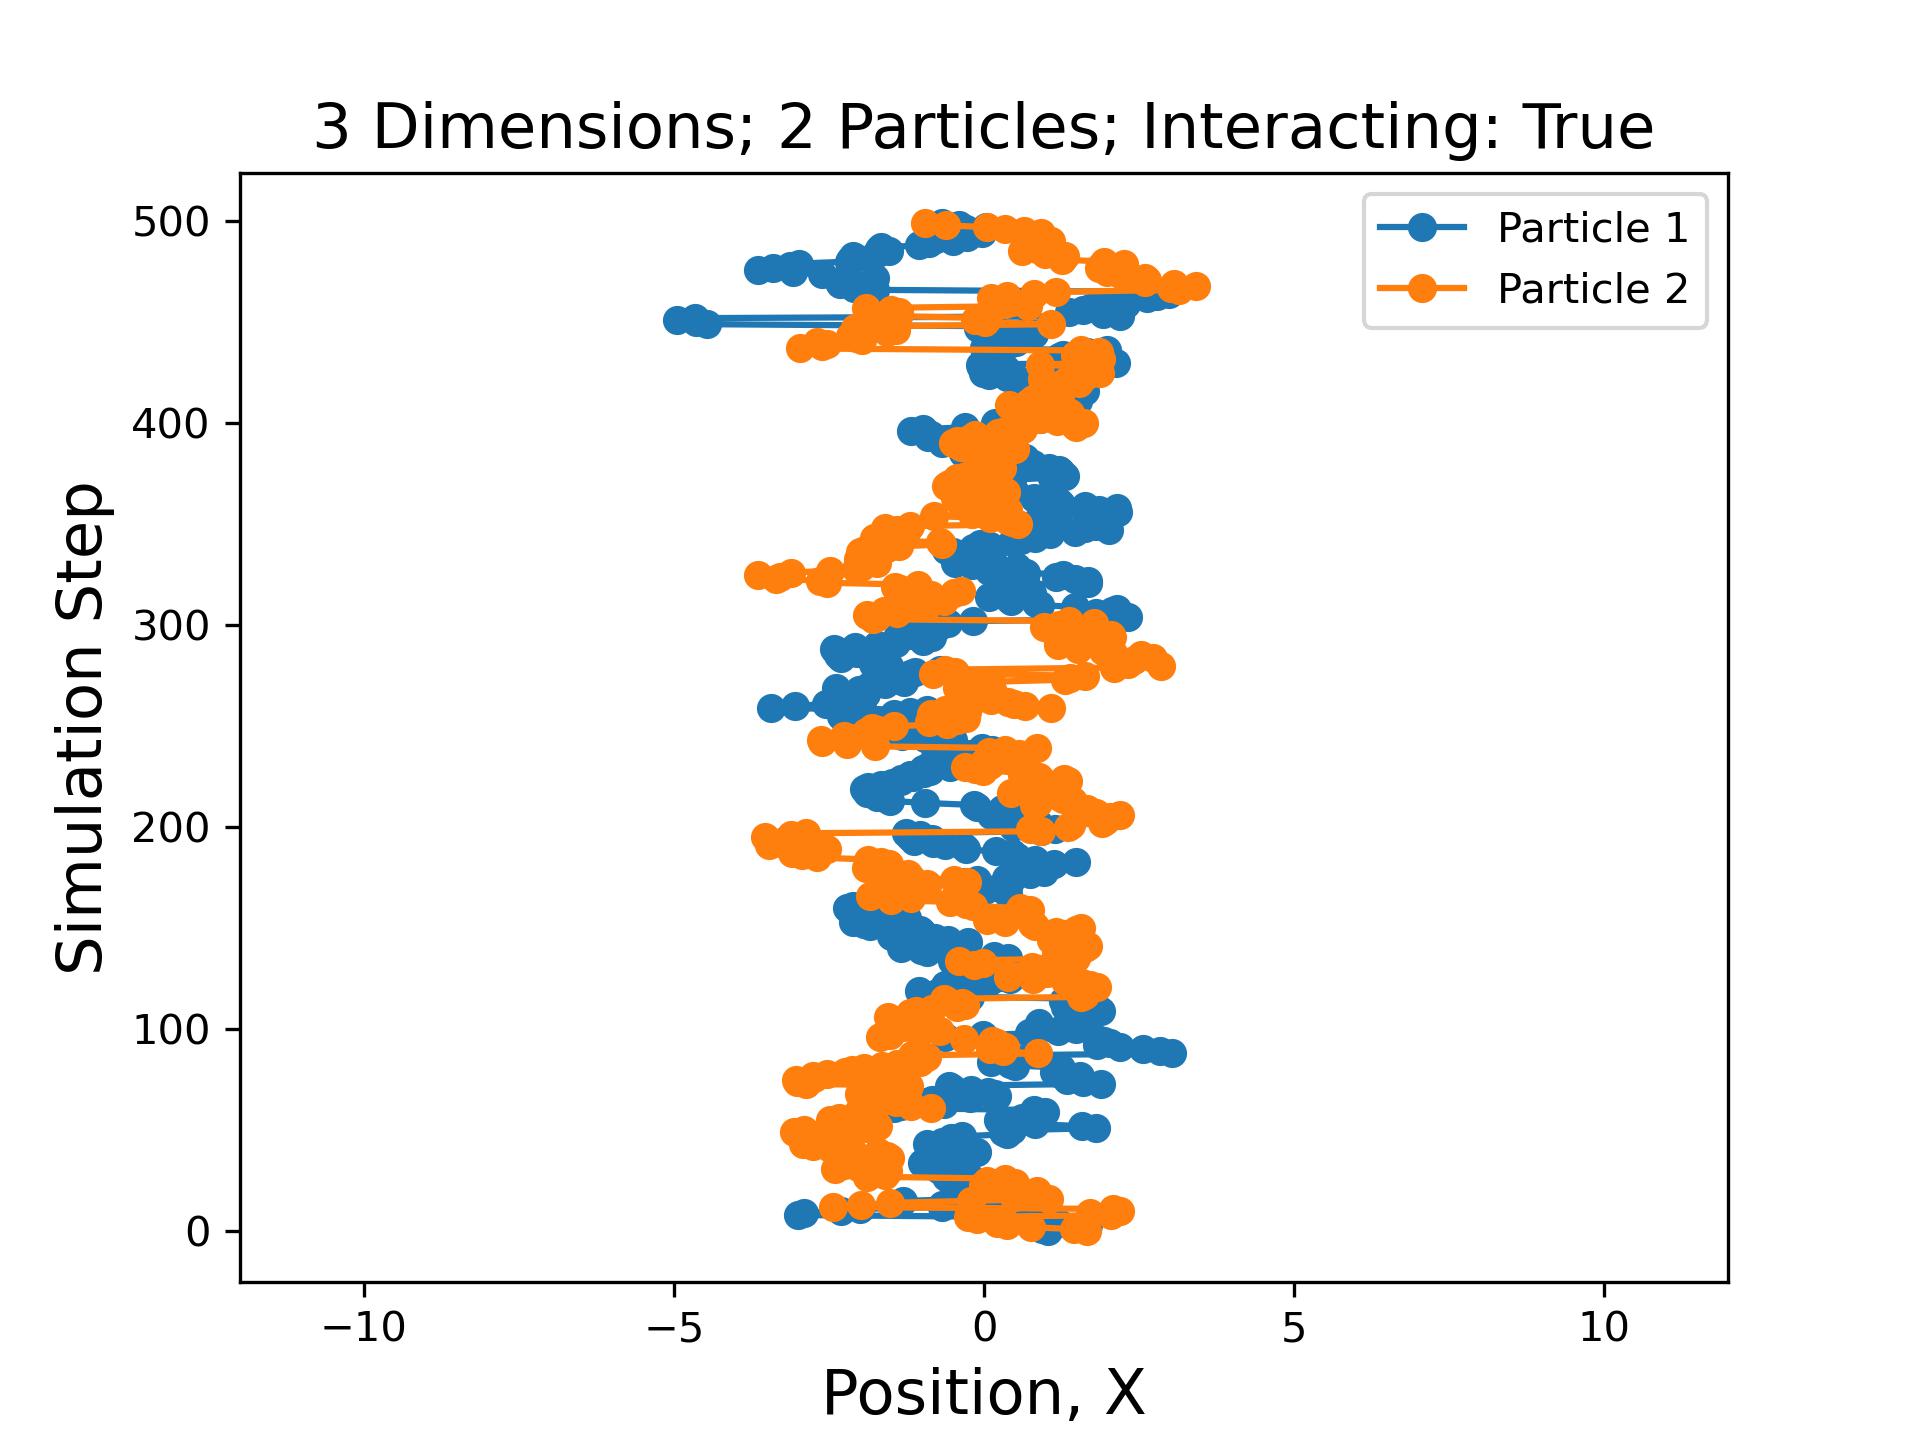 3 Dimensions; 2 Particles; Interacting: True
Particle 1
Particle 2
500
400
300
200
100
0
Simulation Step
−10
−5
0
5
10
Position, X